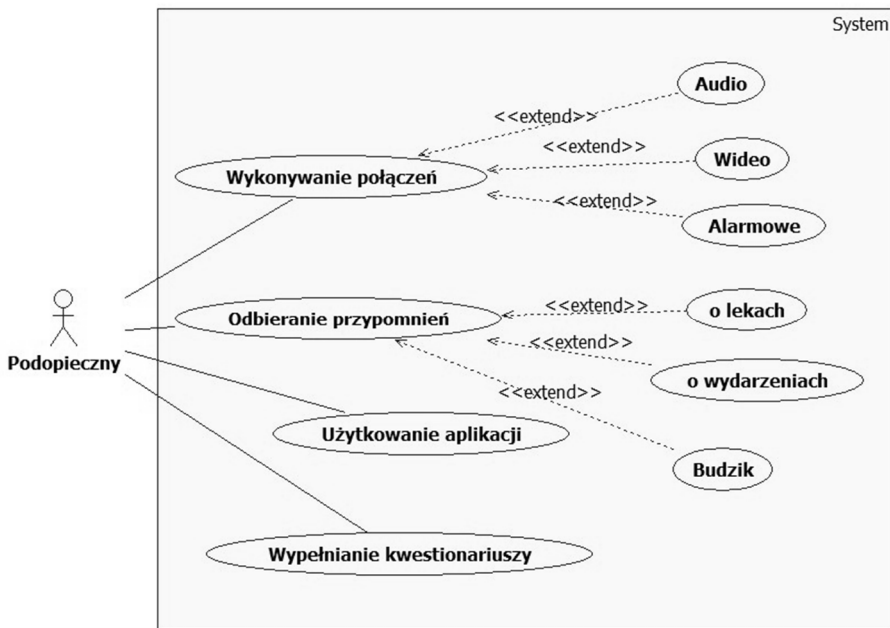 System
Audio
<<extend>>
<<extend>>
Wideo
Wykonywanie połączeń
<<extend>>
Alarmowe
<<extend>>
o lekach
Odbieranie przypomnień
<<extend>>
o wydarzeniach
Podopieczny
<<extend>>
Użytkowanie aplikacji
Budzik
Wypełnianie kwestionariuszy